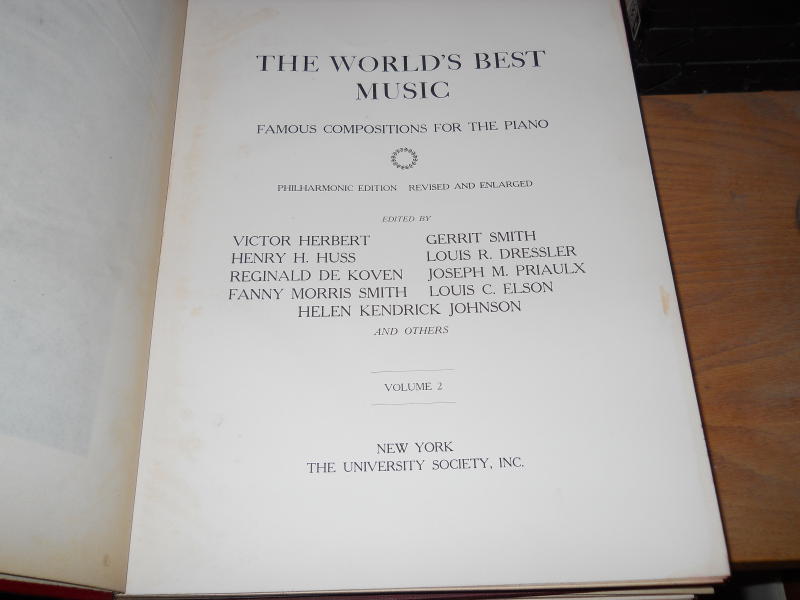 THE WORLD'S BEST
MUSIC
FAMOUS COMPOSITIONS FOR THE PIANO
PHILHARMONIC EDITION REVISED AND ENLARGED
EDITED BY
VICTOR HERBERT GERRIT SMITH
HENRY H. HUSS LOUIS R. DRESSLER
REGINALD DE KOVEN JOSEPH M. PRIAULX
FANNY MORRIS SMITH LOUIS C. ELSON
HELEN KENDRICK JOHNSON
AND OTHERS
VOLUME 2
NEW YORK
THE UNIVERSITY SOCIETY, INC.